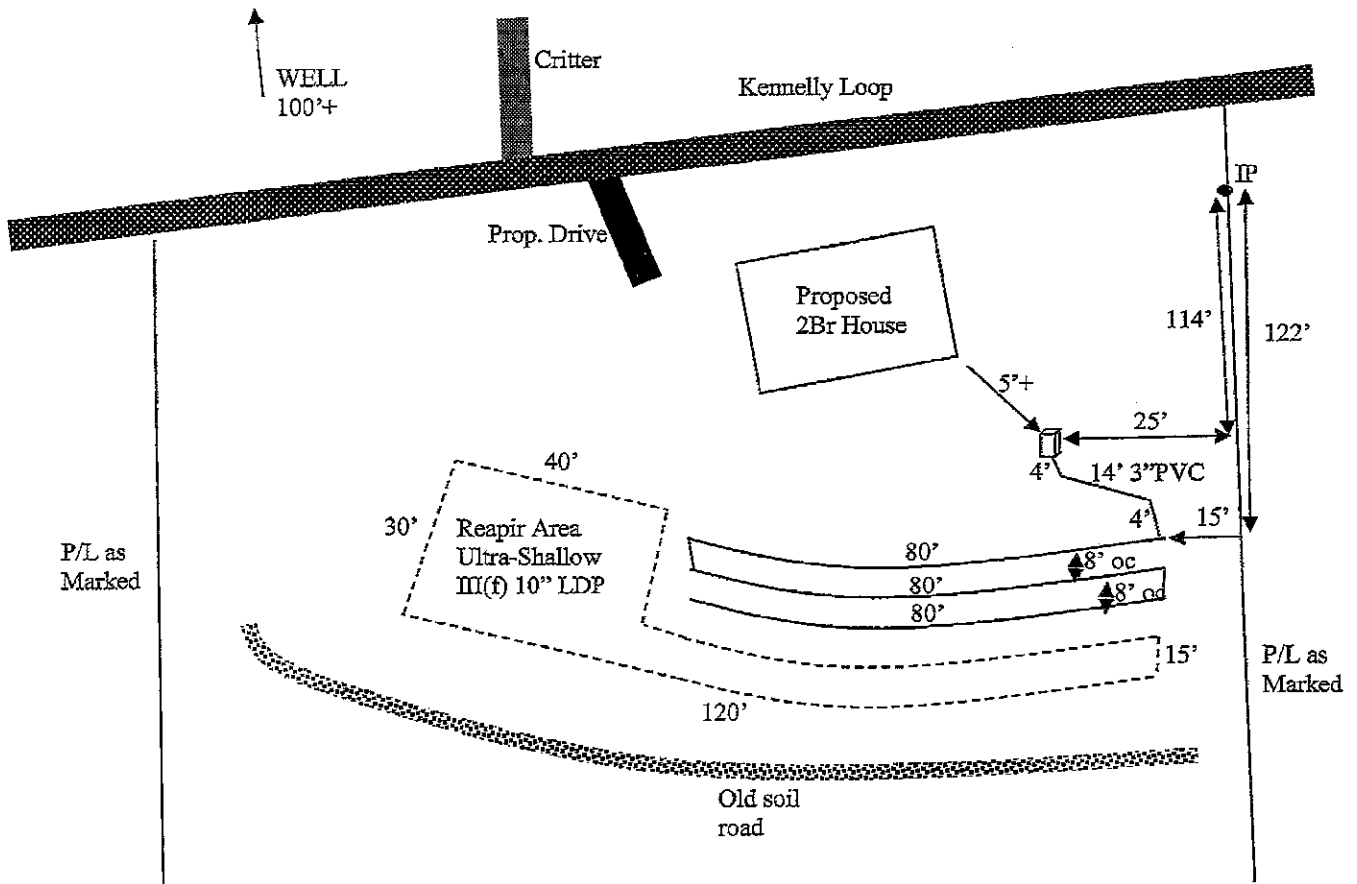 WELL
100'+
Critter
Kennelly Loop
IP
Prop. Drive
Proposed
2Br House
114'
122'
5'+
25'
4'
14' 3"PVC
4'
15'
40'
30'
Reapir Area
Ultra-Shallow
III(f) 10" LDP
P/L as
Marked
80'
8' oc
80'
8' oc
80'
15'
P/L as
Marked
120'
Old soil
road